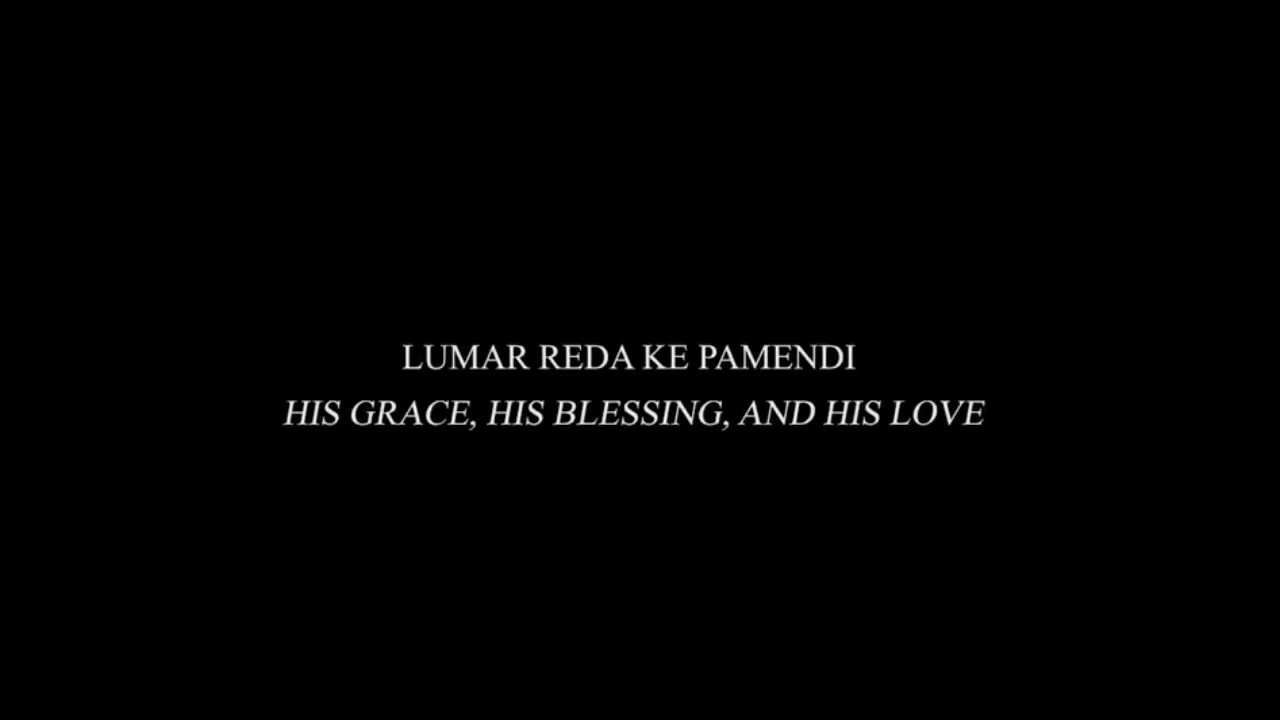 LUMAR REDA KE PAMENDI
HIS GRACE, HIS BLESSING, AND HIS LOVE